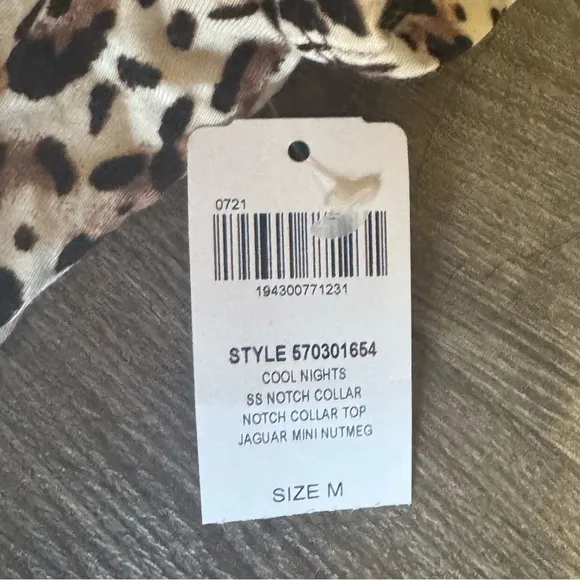 0721
194300771231
STYLE 570301654
COOL NIGHTS
SS NOTCH COLLAR
NOTCH COLLAR TOP
JAGUAR MINI NUTMEG
SIZE M